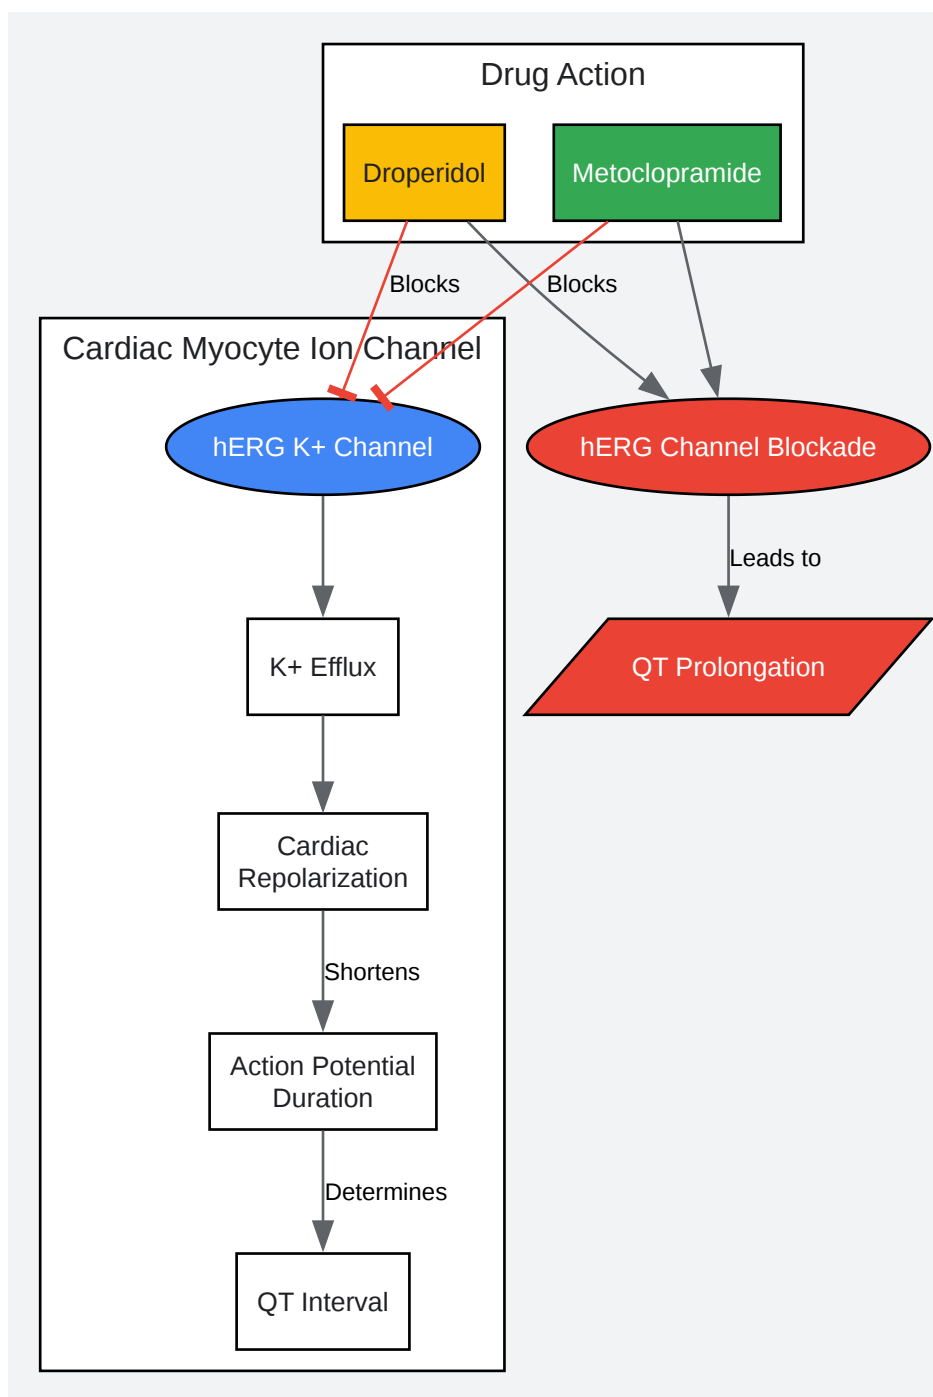 Drug Action
Droperidol
Metoclopramide
Blocks
Blocks
Cardiac Myocyte Ion Channel
hERG K+ Channel
hERG Channel Blockade
Leads to
K+ Efflux
QT Prolongation
Cardiac
Repolarization
Shortens
Action Potential
Duration
Determines
QT Interval